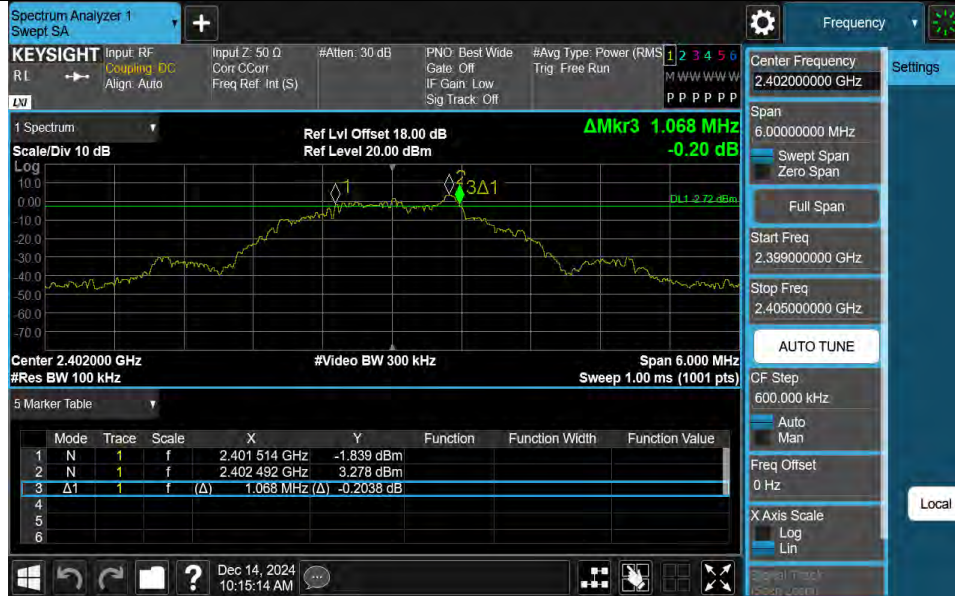 Spectrum Analyzer 1
Swept SA
+
Frequency
KEYSIGHT
RL
LXI
Input: RF
Coupling: DC
Align: Auto
Input Z: 50 Ω
Corr CCorr
Freq Ref: Int (S)
#Atten: 30 dB
PNO: Best Wide
Gate: Off
IF Gain: Low
Sig Track: Off
#Avg Type: Power (RMS
Trig: Free Run
1 2 3 4 5 6
M W W W W W
P P P P P P
1 Spectrum
Scale/Div 10 dB
Ref Lvl Offset 18.00 dB
Ref Level 20.00 dBm
ΔMkr3 1.068 MHz
-0.20 dB
Log
10.0
0.00
-10.0
-20.0
-30.0
-40.0
-50.0
-60.0
-70.0
1
2
3Δ1
DL1 -2.72 dBm
Center 2.402000 GHz
#Res BW 100 kHz
#Video BW 300 kHz
Span 6.000 MHz
Sweep 1.00 ms (1001 pts)
5 Marker Table
Mode Trace Scale X Y Function Function Width Function Value
1 N 1 f 2.401 514 GHz -1.839 dBm
2 N 1 f 2.402 492 GHz 3.278 dBm
3 Δ1 1 f (Δ) 1.068 MHz (Δ) -0.2038 dB
4
5
6
Dec 14, 2024
10:15:14 AM
Center Frequency
2.402000000 GHz
Span
6.00000000 MHz
Swept Span
Zero Span
Full Span
Start Freq
2.399000000 GHz
Stop Freq
2.405000000 GHz
AUTO TUNE
CF Step
600.000 kHz
Auto
Man
Freq Offset
0 Hz
X Axis Scale
Log
Lin
Signal Track
(Span Zoom)
Settings
Local